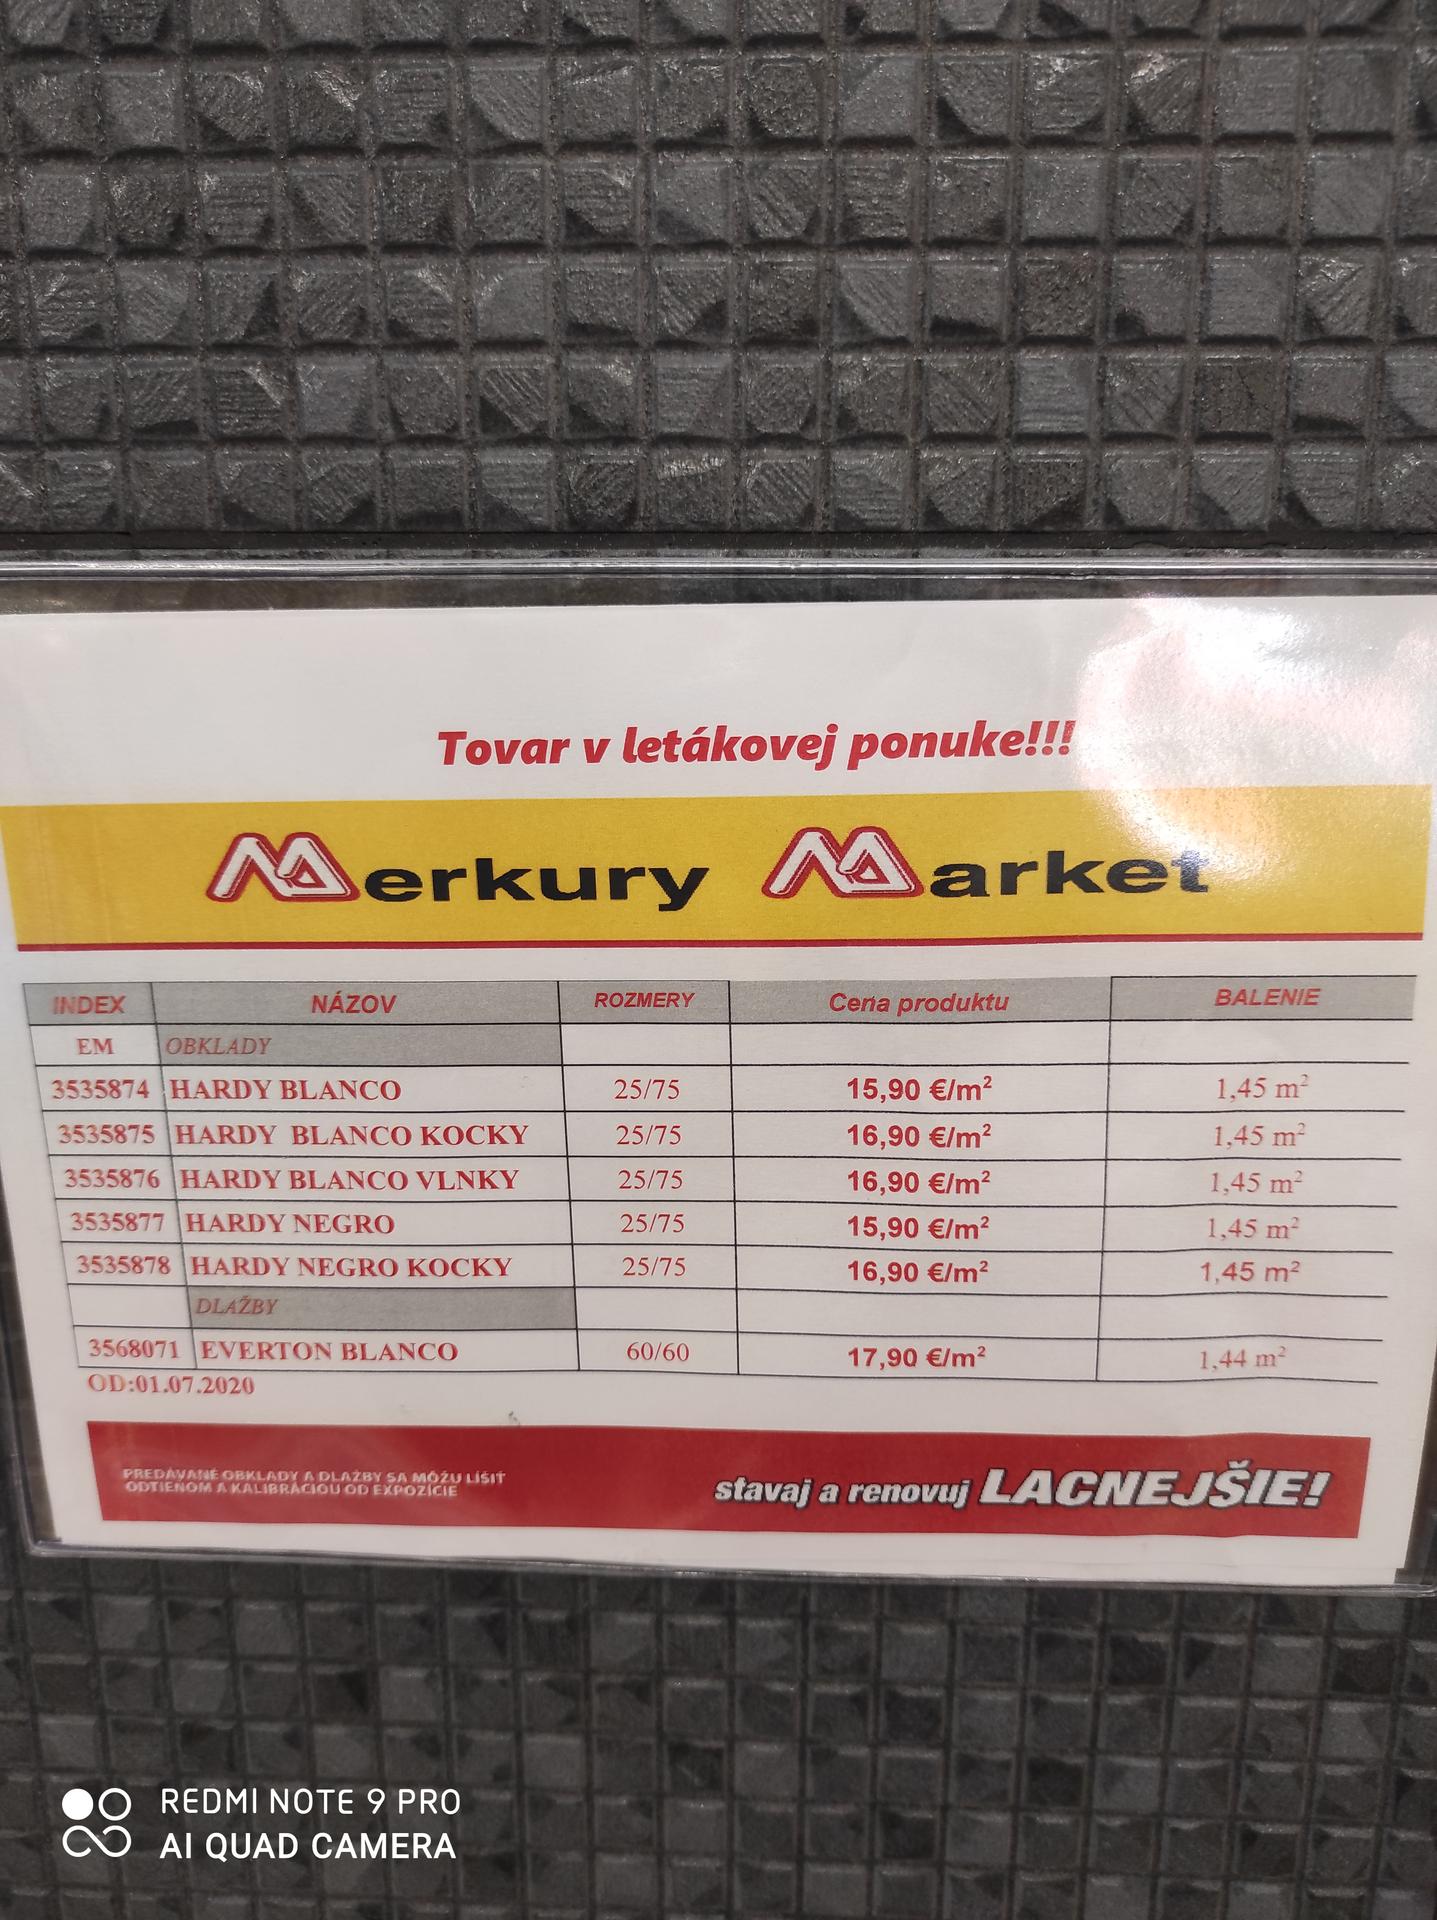 Tovar v letákovej ponuke!!!
Merkury Market
INDEX NÁZOV ROZMERY Cena produktu BALENIE
EM OBKLADY
3535874 HARDY BLANCO 25/75 15,90 €/m² 1,45 m²
3535875 HARDY BLANCO KOCKY 25/75 16,90 €/m² 1,45 m²
3535876 HARDY BLANCO VLNKY 25/75 16,90 €/m² 1,45 m²
3535877 HARDY NEGRO 25/75 15,90 €/m² 1,45 m²
3535878 HARDY NEGRO KOCKY 25/75 16,90 €/m² 1,45 m²
DLAŽBY
3568071 EVERTON BLANCO 60/60 17,90 €/m² 1,44 m²
OD:01.07.2020
PREDÁVANÉ OBKLADY A DLAŽBY SA MÔŽU LÍŠIŤ
ODTIEŇOM A KALIBRÁCIOU OD EXPOZÍCIE
stavaj a renovuj LACNEJŠIE!
REDMI NOTE 9 PRO
AI QUAD CAMERA